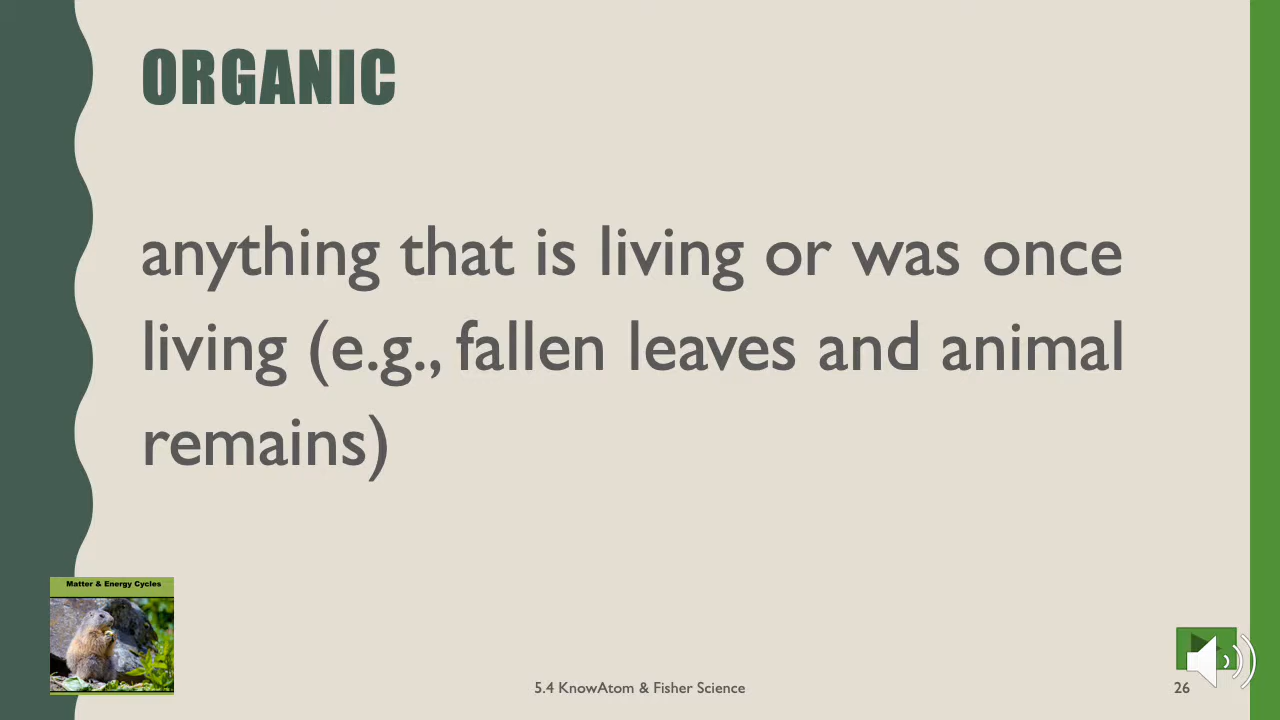 ORGANIC
anything that is living or was once
living (e.g., fallen leaves and animal
remains)
Matter & Energy Cycles
5.4 KnowAtom & Fisher Science
26